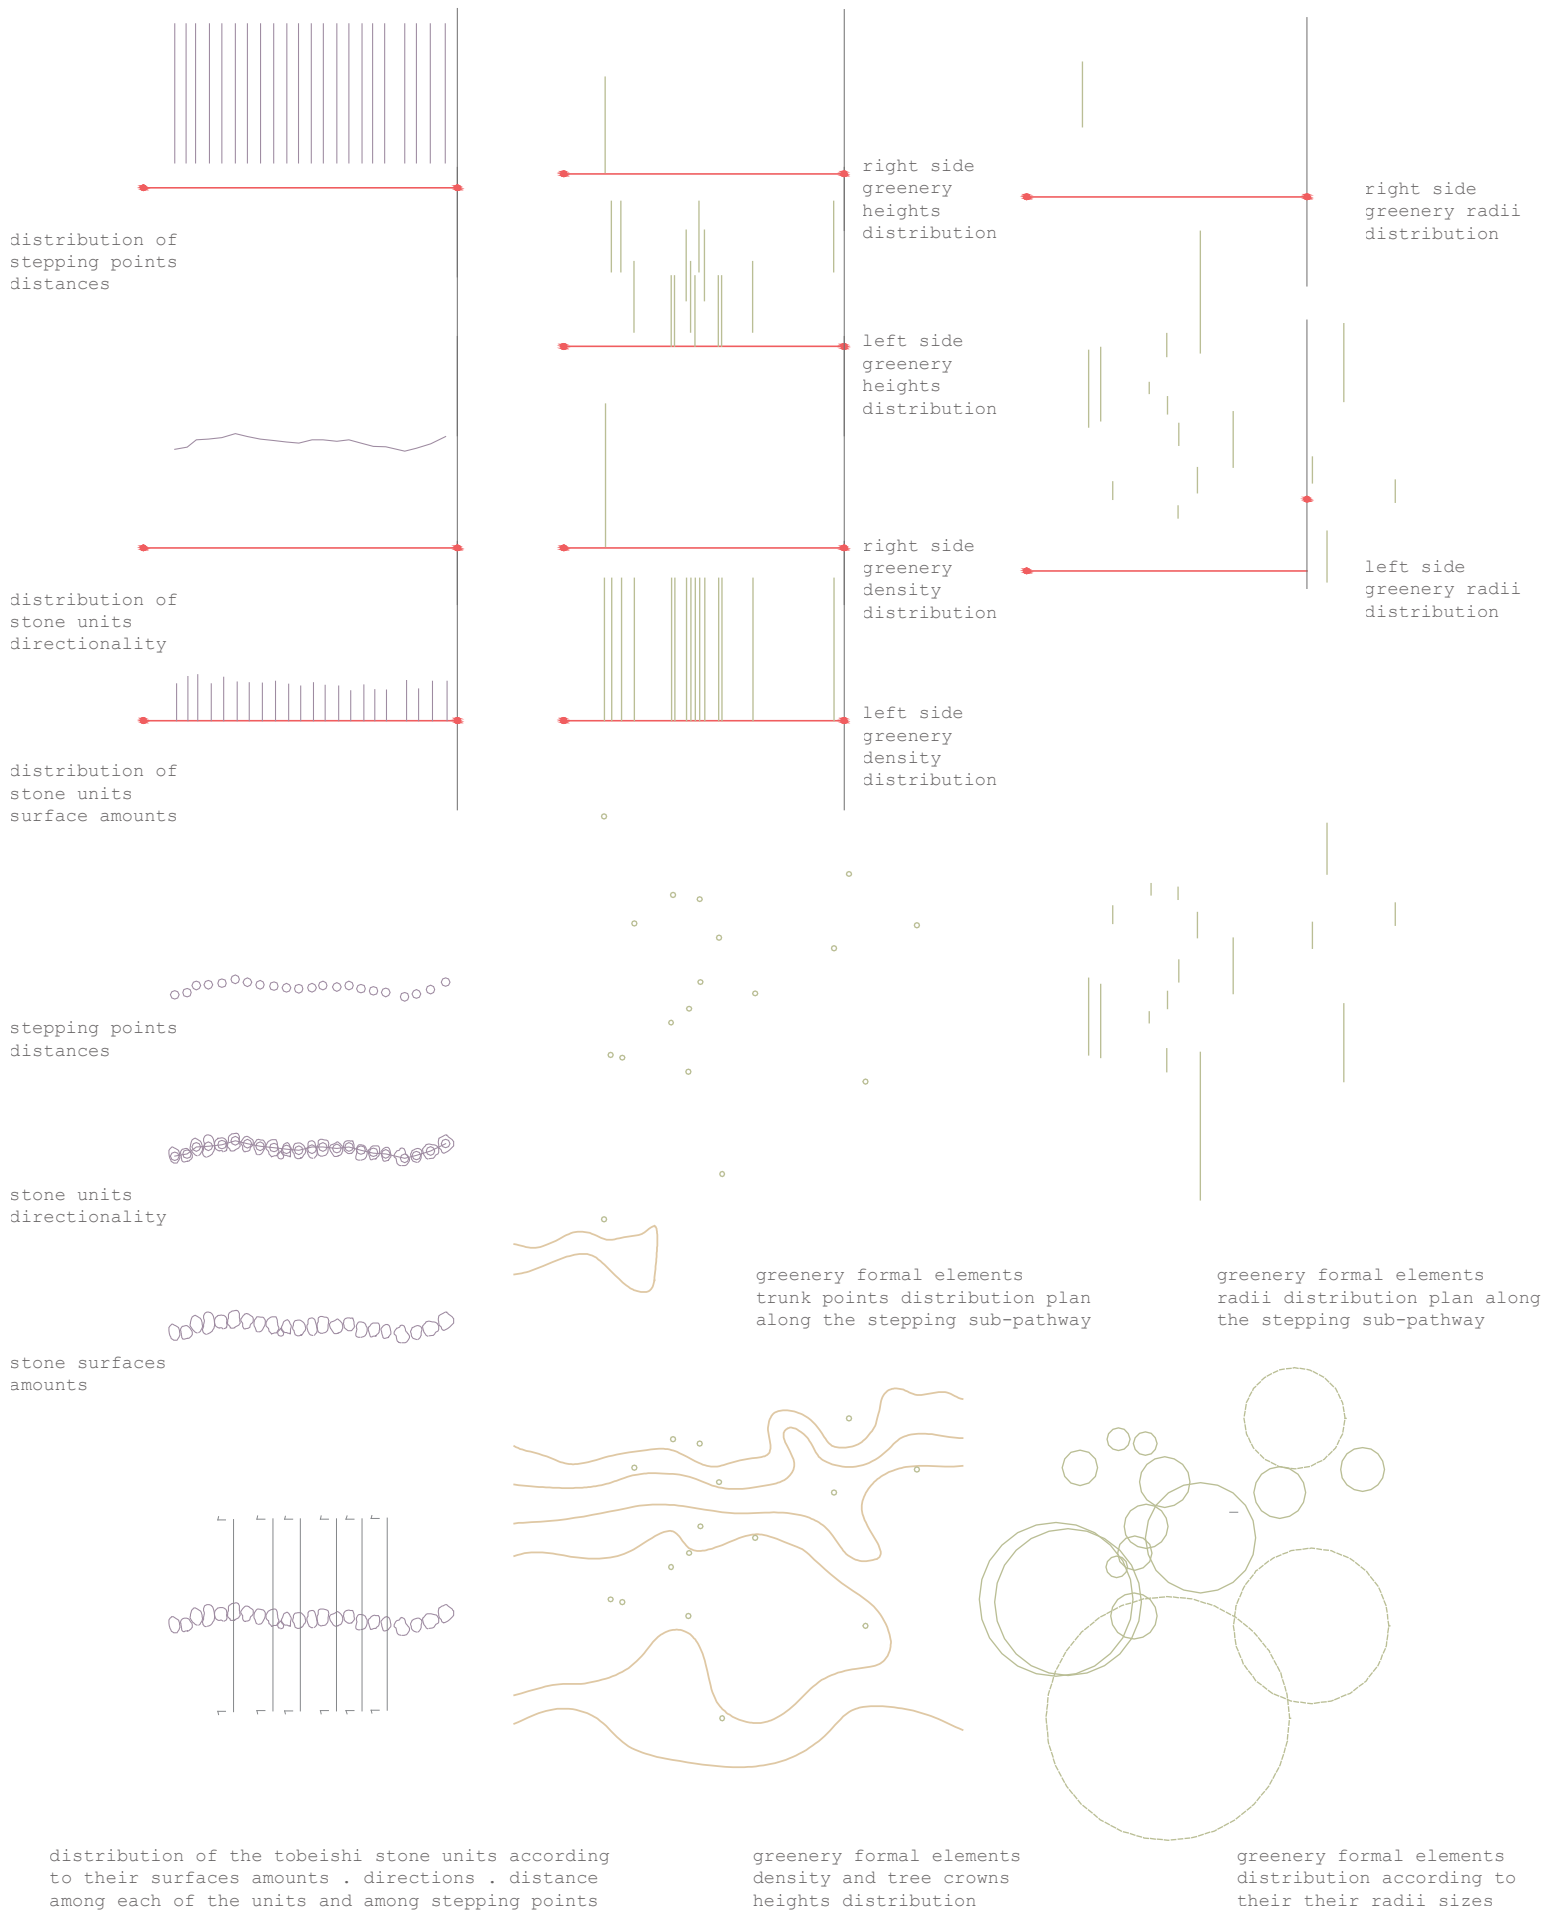 distribution of
stepping points
distances
right side
greenery
heights
distribution
right side
greenery radii
distribution
left side
greenery
heights
distribution
distribution of
stone units
directionality
right side
greenery
density
distribution
left side
greenery radii
distribution
distribution of
stone units
surface amounts
left side
greenery
density
distribution
stepping points
distances
stone units
directionality
stone surfaces
amounts
greenery formal elements
trunk points distribution plan
along the stepping sub-pathway
greenery formal elements
radii distribution plan along
the stepping sub-pathway
distribution of the tobeishi stone units according
to their surfaces amounts . directions . distance
among each of the units and among stepping points
greenery formal elements
density and tree crowns
heights distribution
greenery formal elements
distribution according to
their their radii sizes